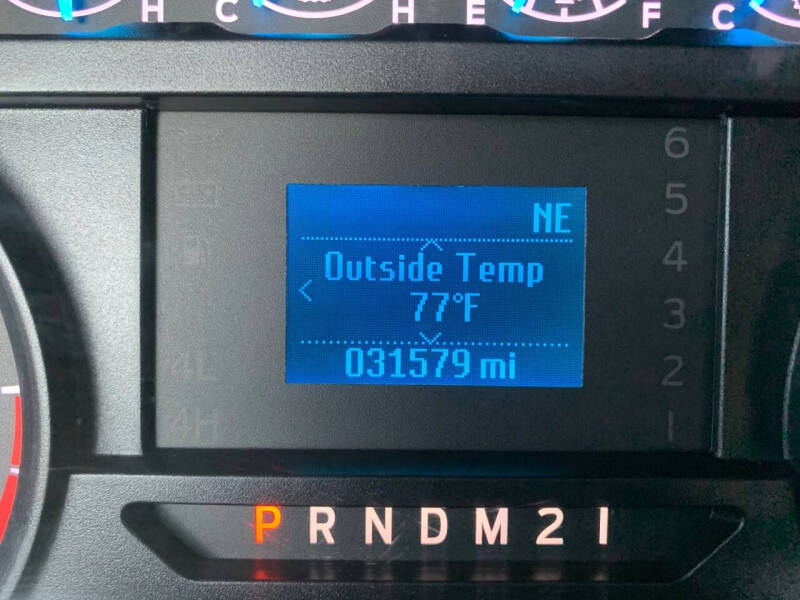 H C H E F C
6
5
4
3
2
1
4L
4H
NE
Outside Temp
77°F
031579 mi
P R N D M 2 1